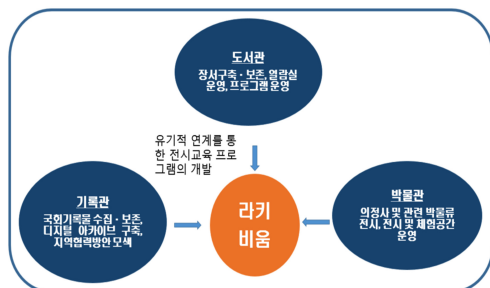 도서관
장서구축·보존, 열람실
운영, 프로그램 운영
유기적 연계를 통
한 전시교육 프로
그램의 개발
기록관
국회기록물 수집·보존,
디지털 아카이브 구축,
지역협력방안 모색
라키
비움
박물관
의정사 및 관련 박물류
전시, 전시 및 체험공간
운영